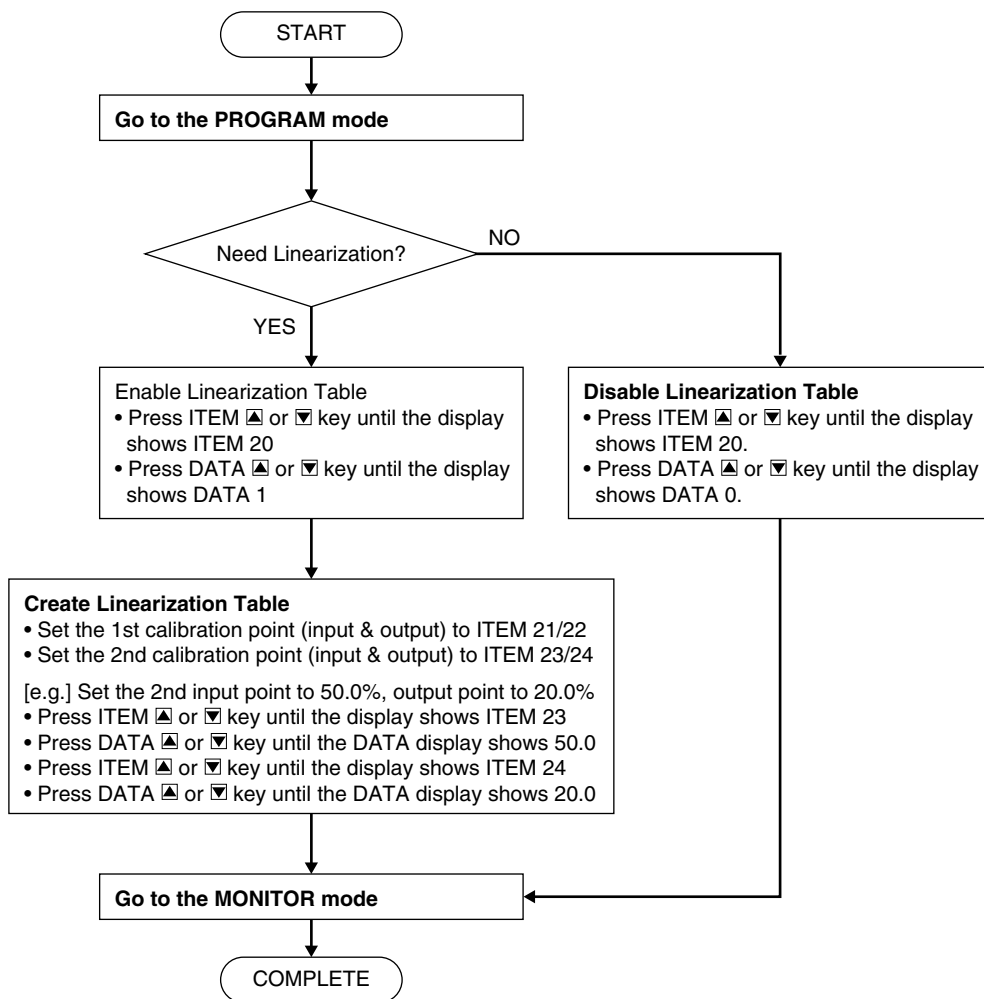 START
Go to the PROGRAM mode
Need Linearization?
NO
YES
Enable Linearization Table
• Press ITEM ▲ or ▼ key until the display
shows ITEM 20
• Press DATA ▲ or ▼ key until the display
shows DATA 1
Disable Linearization Table
• Press ITEM ▲ or ▼ key until the display
shows ITEM 20.
• Press DATA ▲ or ▼ key until the display
shows DATA 0.
Create Linearization Table
• Set the 1st calibration point (input & output) to ITEM 21/22
• Set the 2nd calibration point (input & output) to ITEM 23/24
[e.g.] Set the 2nd input point to 50.0%, output point to 20.0%
• Press ITEM ▲ or ▼ key until the display shows ITEM 23
• Press DATA ▲ or ▼ key until the DATA display shows 50.0
• Press ITEM ▲ or ▼ key until the display shows ITEM 24
• Press DATA ▲ or ▼ key until the DATA display shows 20.0
Go to the MONITOR mode
COMPLETE